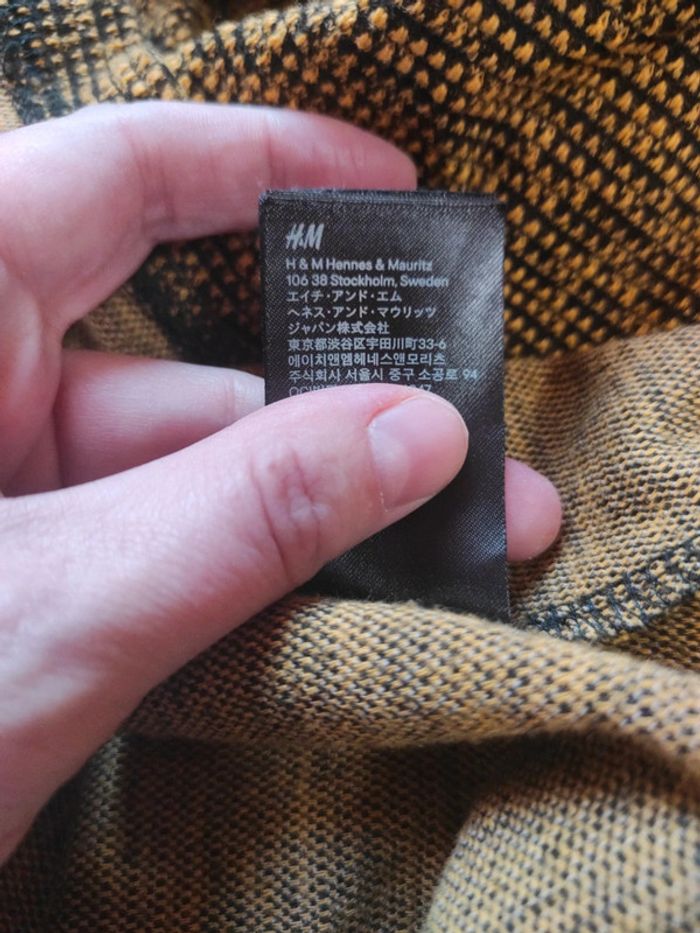 H&M
H & M Hennes & Mauritz
106 38 Stockholm, Sweden
エイチ・アンド・エム
ヘネス・アンド・マウリッツ
ジャパン株式会社
東京都渋谷区宇田川町33-6
에이치앤엠헤네스앤모리츠
주식회사 서울시 중구 소공로 94